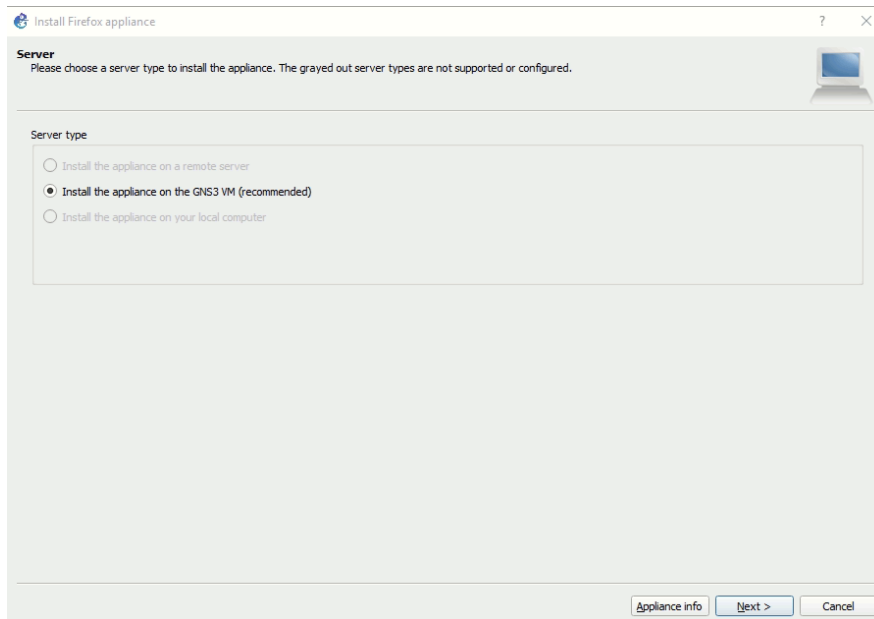 Install Firefox appliance
?
Server
Please choose a server type to install the appliance. The grayed out server types are not supported or configured.
Server type
Install the appliance on a remote server
Install the appliance on the GNS3 VM (recommended)
Install the appliance on your local computer
Appliance info Next > Cancel